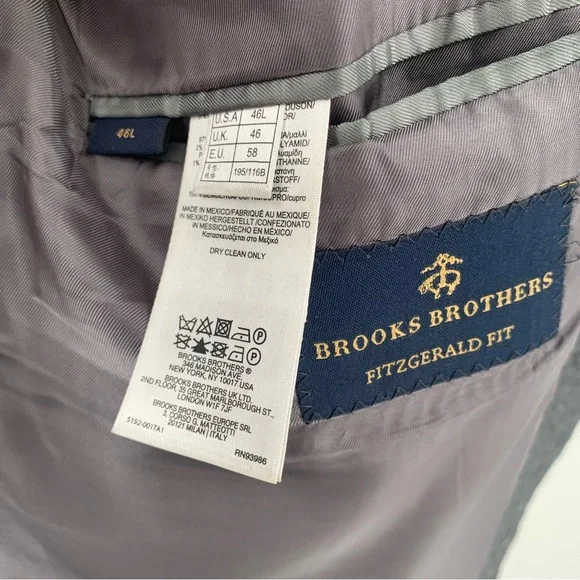 46L
U.S.A 46L
U.K. 46
E.U. 58
195/116B
MADE IN MEXICO/FABRIQUÉ AU MEXIQUE/
IN MEXIKO HERGESTELLT/CONFEZIONATO
IN MESSICO/HECHO EN MÉXICO/
Κατασκευάζεται στο Μεξικό
DRY CLEAN ONLY
BROOKS BROTHERS ®
346 MADISON AVE.
NEW YORK, NY 10017 USA
BROOKS BROTHERS UK LTD.
2ND FLOOR, 35 GREAT MARLBOROUGH ST.
LONDON W1F 7JF
BROOKS BROTHERS EUROPE SRL
3, CORSO G. MATTEOTTI
20121 MILAN | ITALY
5192-001TA1
RN93986
BROOKS BROTHERS
FITZGERALD FIT